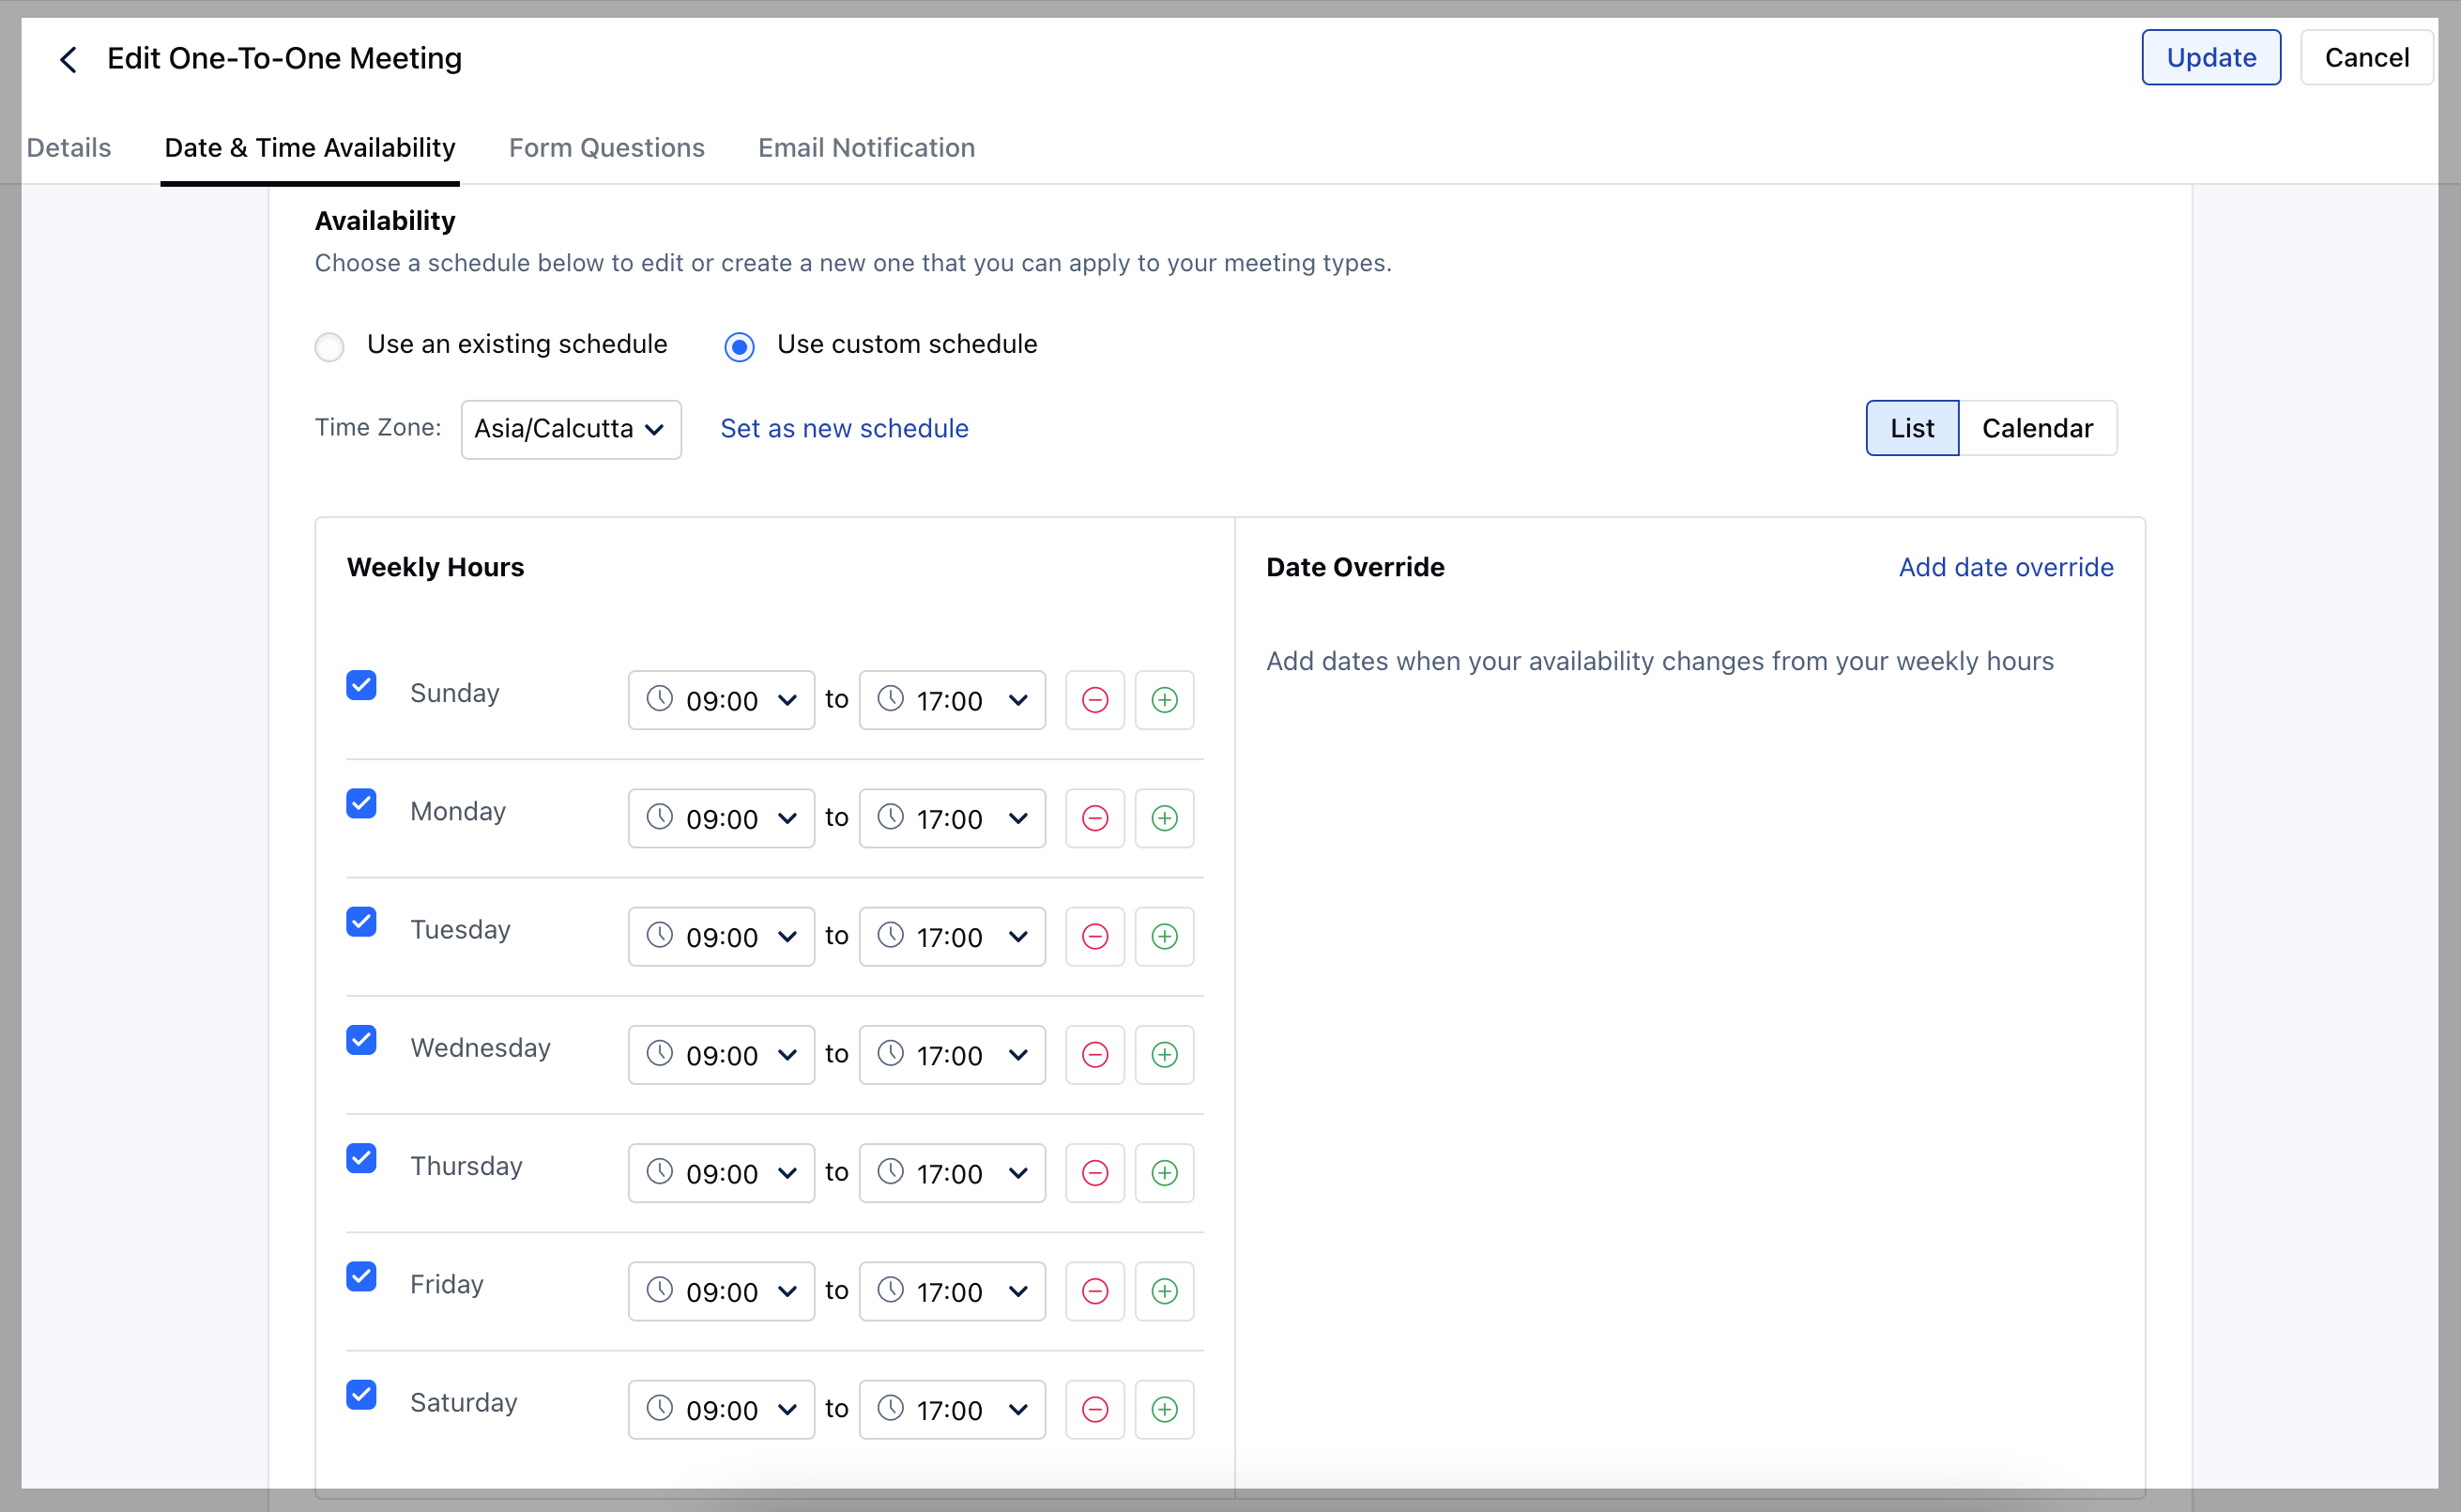 Edit One-To-One Meeting
Update
Cancel
Details
Date & Time Availability
Form Questions
Email Notification
Availability
Choose a schedule below to edit or create a new one that you can apply to your meeting types.
Use an existing schedule
Use custom schedule
Time Zone:
Asia/Calcutta
Set as new schedule
List
Calendar
Weekly Hours
Sunday 09:00 to 17:00
Monday 09:00 to 17:00
Tuesday 09:00 to 17:00
Wednesday 09:00 to 17:00
Thursday 09:00 to 17:00
Friday 09:00 to 17:00
Saturday 09:00 to 17:00
Date Override
Add date override
Add dates when your availability changes from your weekly hours